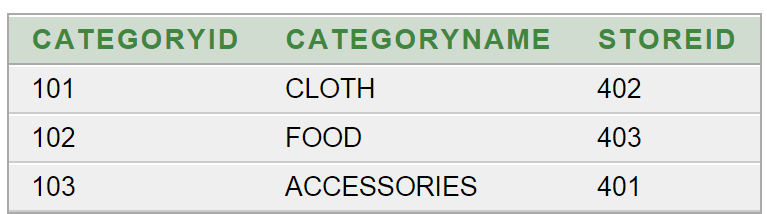 CATEGORYID CATEGORYNAME STOREID
101 CLOTH 402
102 FOOD 403
103 ACCESSORIES 401